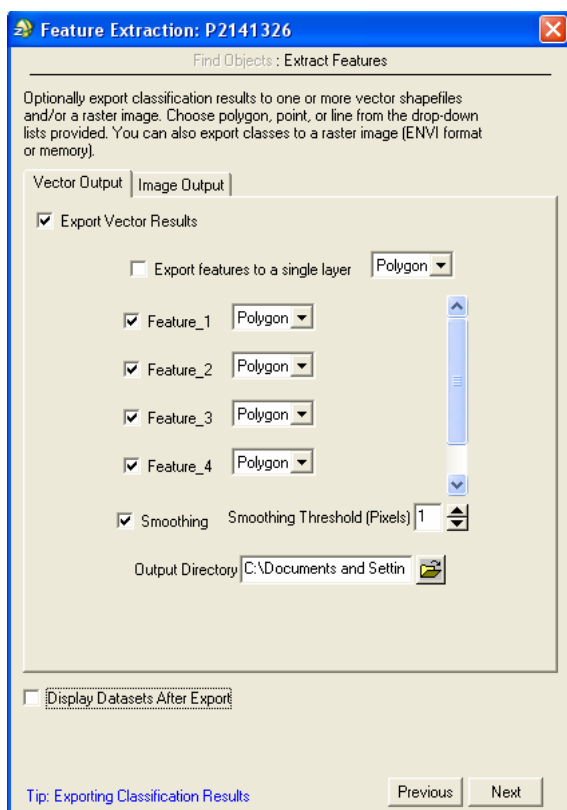 Feature Extraction: P2141326
Find Objects : Extract Features
Optionally export classification results to one or more vector shapefiles
and/or a raster image. Choose polygon, point, or line from the drop-down
lists provided. You can also export classes to a raster image (ENVI format
or memory).
Vector Output Image Output
Export Vector Results
Export features to a single layer Polygon
Feature_1 Polygon
Feature_2 Polygon
Feature_3 Polygon
Feature_4 Polygon
Smoothing Smoothing Threshold (Pixels) 1
Output Directory C:\Documents and Settin
Display Datasets After Export
Tip: Exporting Classification Results Previous Next